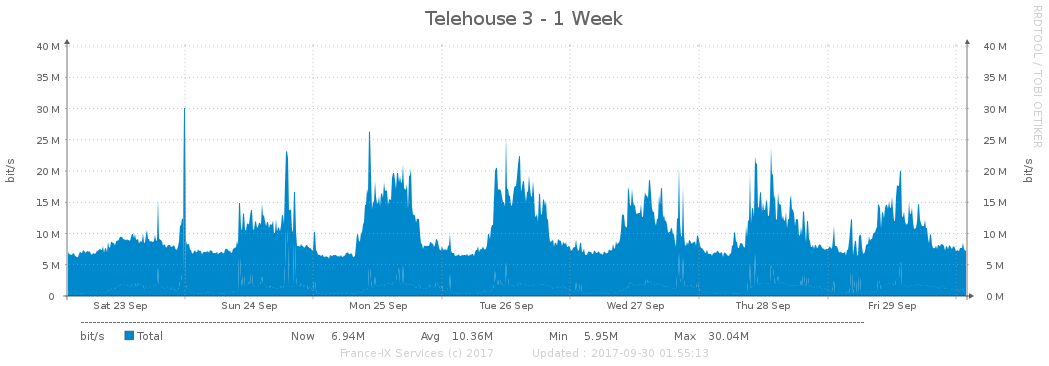 Telehouse 3 - 1 Week
RRDTOOL / TOBI OETIKER
40 M 40 M
35 M 35 M
30 M 30 M
25 M 25 M
20 M 20 M
15 M 15 M
10 M 10 M
5 M 5 M
0 0 M
bit/s bit/s
Sat 23 Sep Sun 24 Sep Mon 25 Sep Tue 26 Sep Wed 27 Sep Thu 28 Sep Fri 29 Sep
bit/s Total Now 6.94M Avg 10.36M Min 5.95M Max 30.04M
France-IX Services (c) 2017 Updated : 2017-09-30 01:55:13